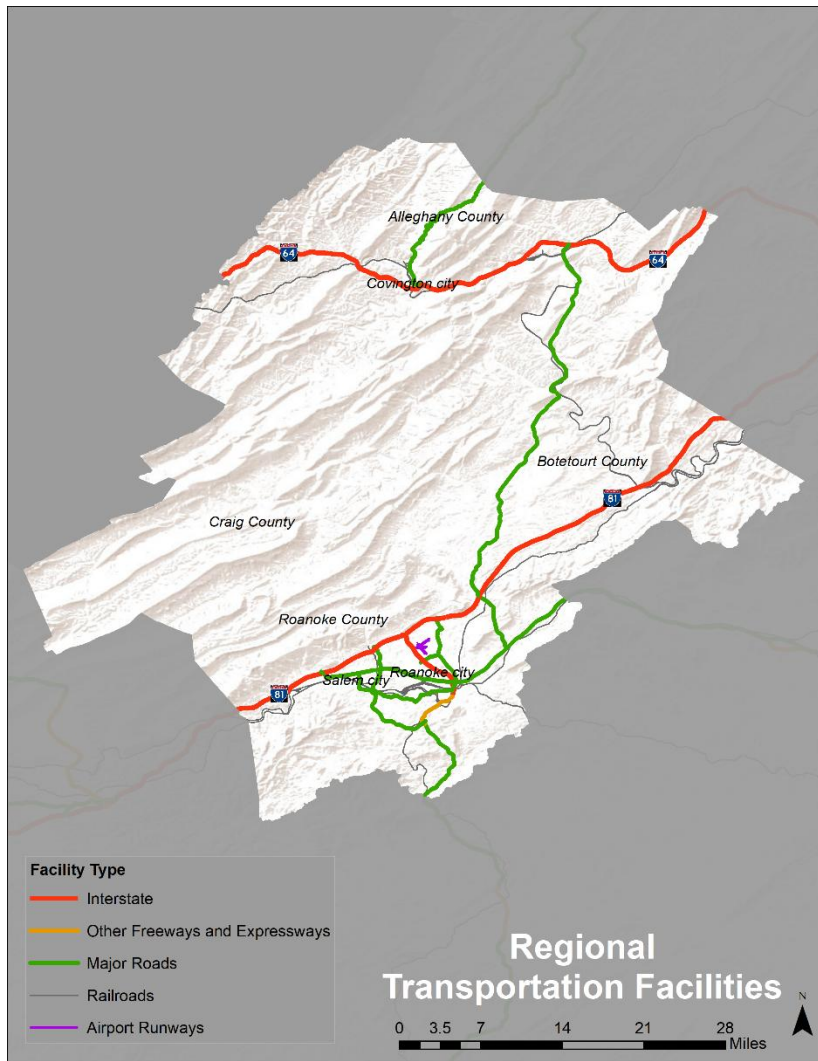 Alleghany County
64
64
Covington city
Botetourt County
81
Craig County
Roanoke County
Roanoke city
Salem city
81
Facility Type
Interstate
Other Freeways and Expressways
Major Roads
Railroads
Airport Runways
Regional
Transportation Facilities
N
0 3.5 7 14 21 28
Miles